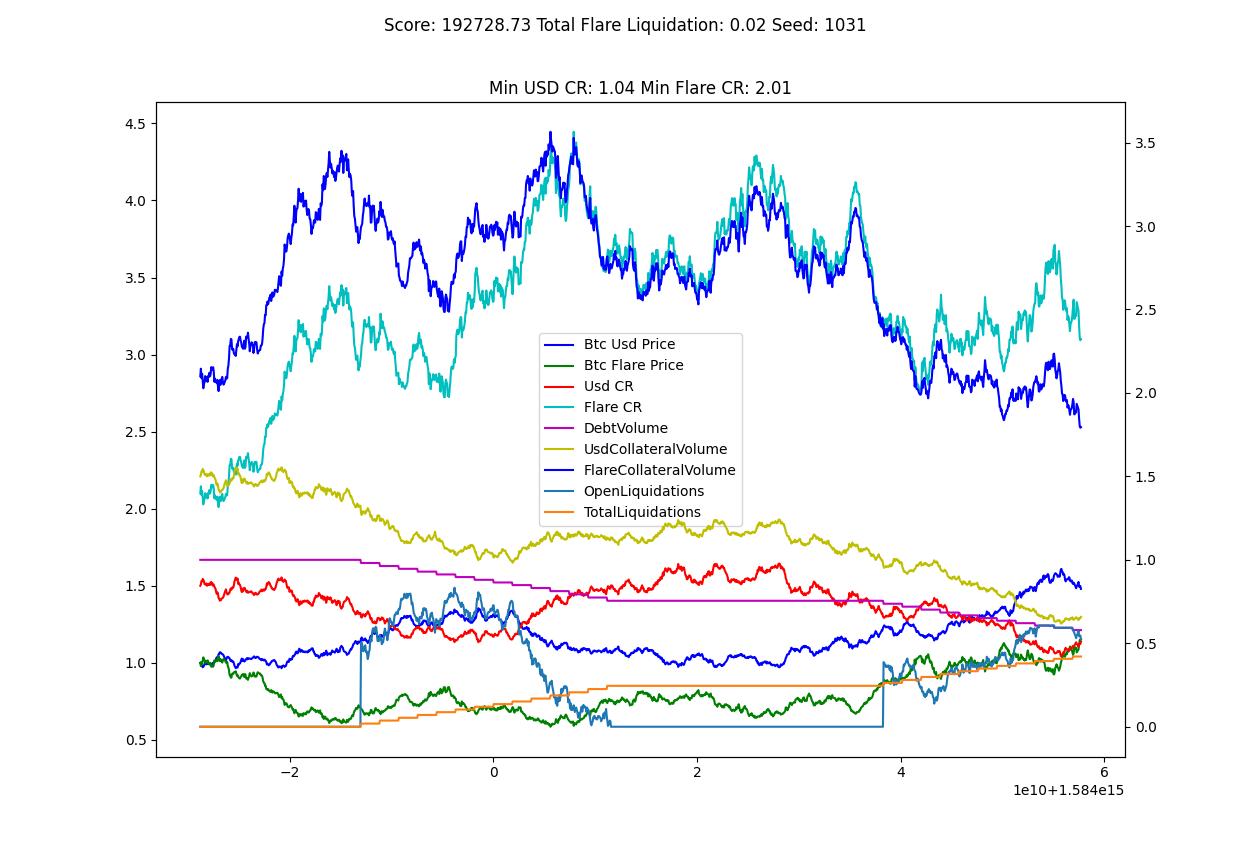 Score: 192728.73 Total Flare Liquidation: 0.02 Seed: 1031
Min USD CR: 1.04 Min Flare CR: 2.01
4.5
4.0
3.5
3.0
2.5
2.0
1.5
1.0
0.5
3.5
3.0
2.5
2.0
1.5
1.0
0.5
0.0
Btc Usd Price
Btc Flare Price
Usd CR
Flare CR
DebtVolume
UsdCollateralVolume
FlareCollateralVolume
OpenLiquidations
TotalLiquidations
−2 0 2 4 6
1e10+1.584e15